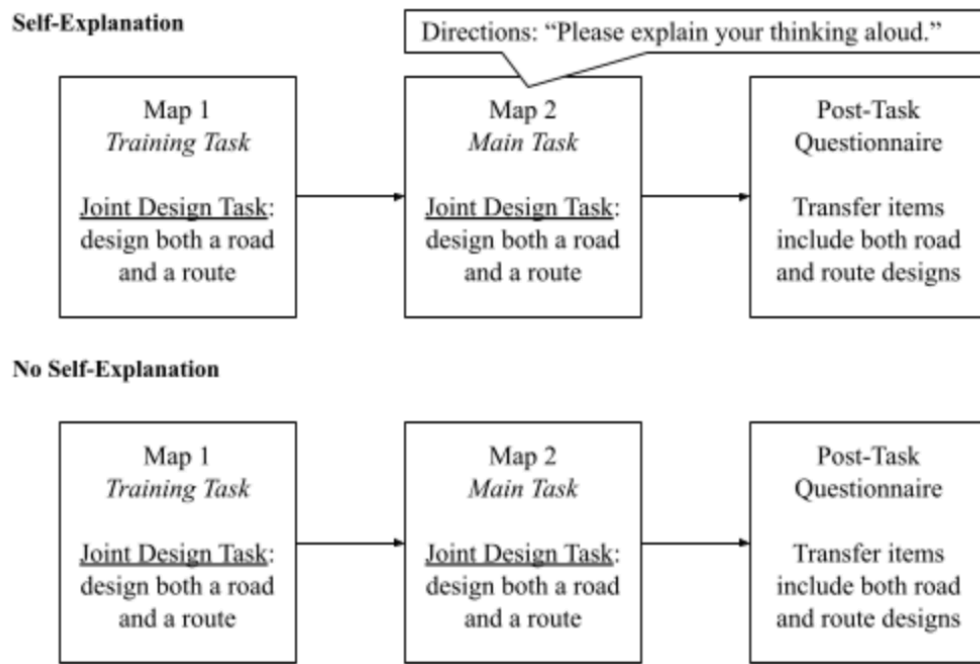 Self-Explanation
Directions: “Please explain your thinking aloud.”
Map 1
Training Task
Joint Design Task:
design both a road
and a route
Map 2
Main Task
Joint Design Task:
design both a road
and a route
Post-Task
Questionnaire
Transfer items
include both road
and route designs
No Self-Explanation
Map 1
Training Task
Joint Design Task:
design both a road
and a route
Map 2
Main Task
Joint Design Task:
design both a road
and a route
Post-Task
Questionnaire
Transfer items
include both road
and route designs